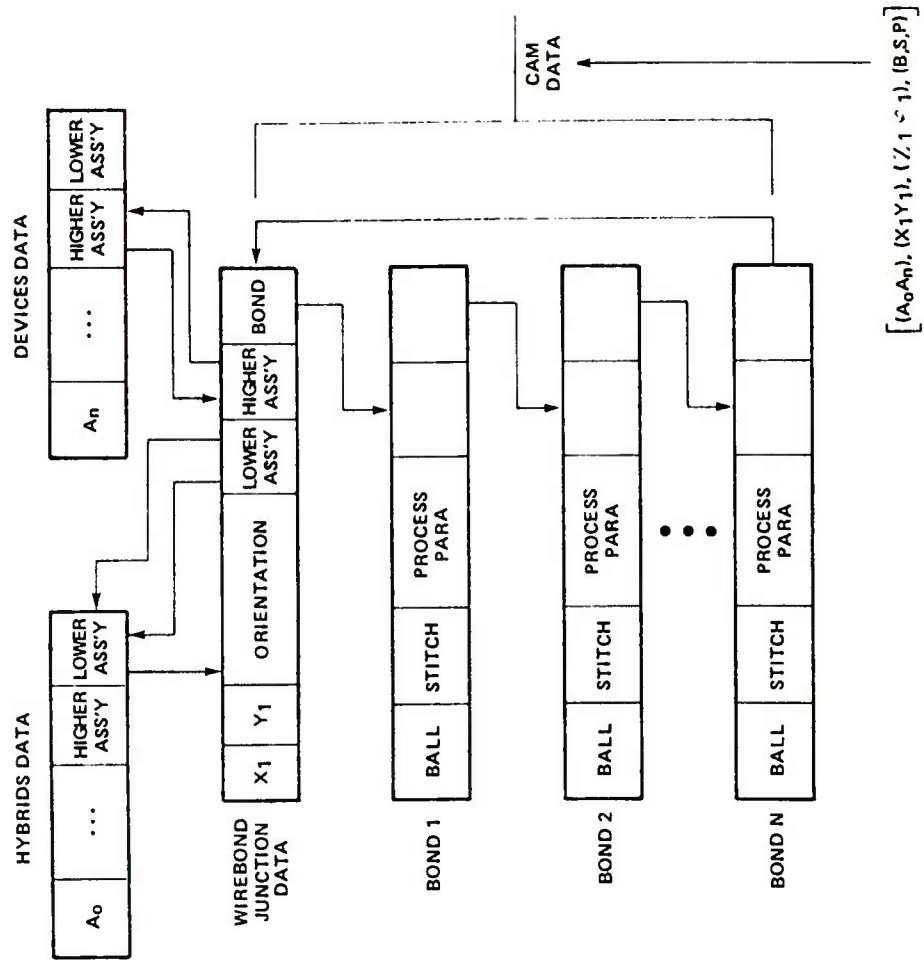 HYBRIDS DATA
A₀
...
HIGHER
ASS'Y
LOWER
ASS'Y
DEVICES DATA
Aₙ
...
HIGHER
ASS'Y
LOWER
ASS'Y
WIREBOND
JUNCTION
DATA
X₁
Y₁
ORIENTATION
LOWER
ASS'Y
HIGHER
ASS'Y
BOND
BOND 1
BALL
STITCH
PROCESS
PARA
BOND 2
BALL
STITCH
PROCESS
PARA
•••
BOND N
BALL
STITCH
PROCESS
PARA
CAM
DATA
[(A₀Aₙ), (X₁Y₁), (B,S,P)]